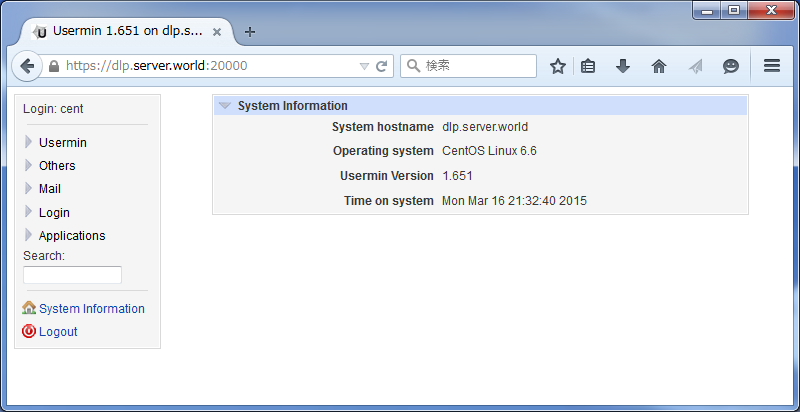 Usermin 1.651 on dlp.s...
https://dlp.server.world:20000
検索
Login: cent
Usermin
Others
Mail
Login
Applications
Search:
System Information
Logout
System Information
System hostname dlp.server.world
Operating system CentOS Linux 6.6
Usermin Version 1.651
Time on system Mon Mar 16 21:32:40 2015